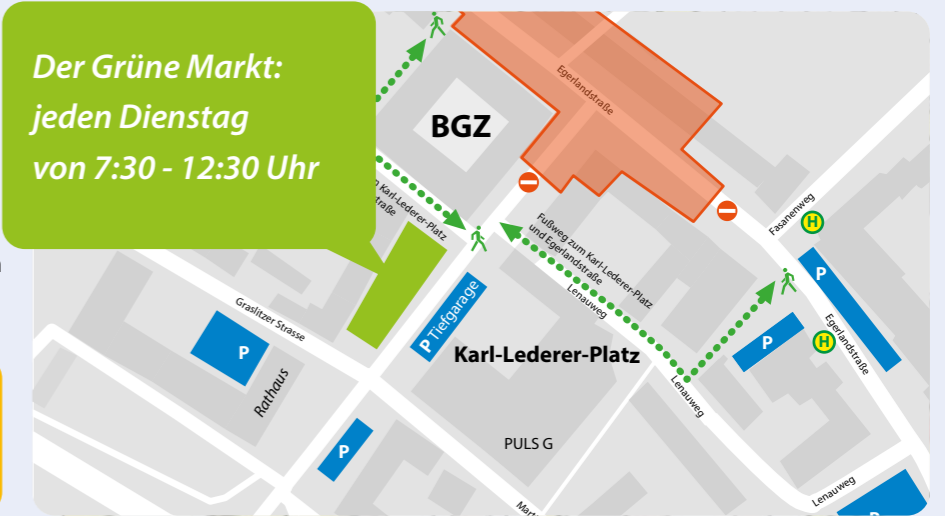 Der Grüne Markt:
jeden Dienstag
von 7:30 - 12:30 Uhr
BGZ
Egerlandstraße
Karl-Lederer-Platz
straße
Fußweg zum Karl-Lederer-Platz
und Egerlandstraße
Lenauweg
Fasanenweg
H
P
Graslitzer Strasse
P
Rathaus
P Tiefgarage
Karl-Lederer-Platz
P
H
Egerlandstraße
Lenauweg
P
PULS G
Lenauweg
P